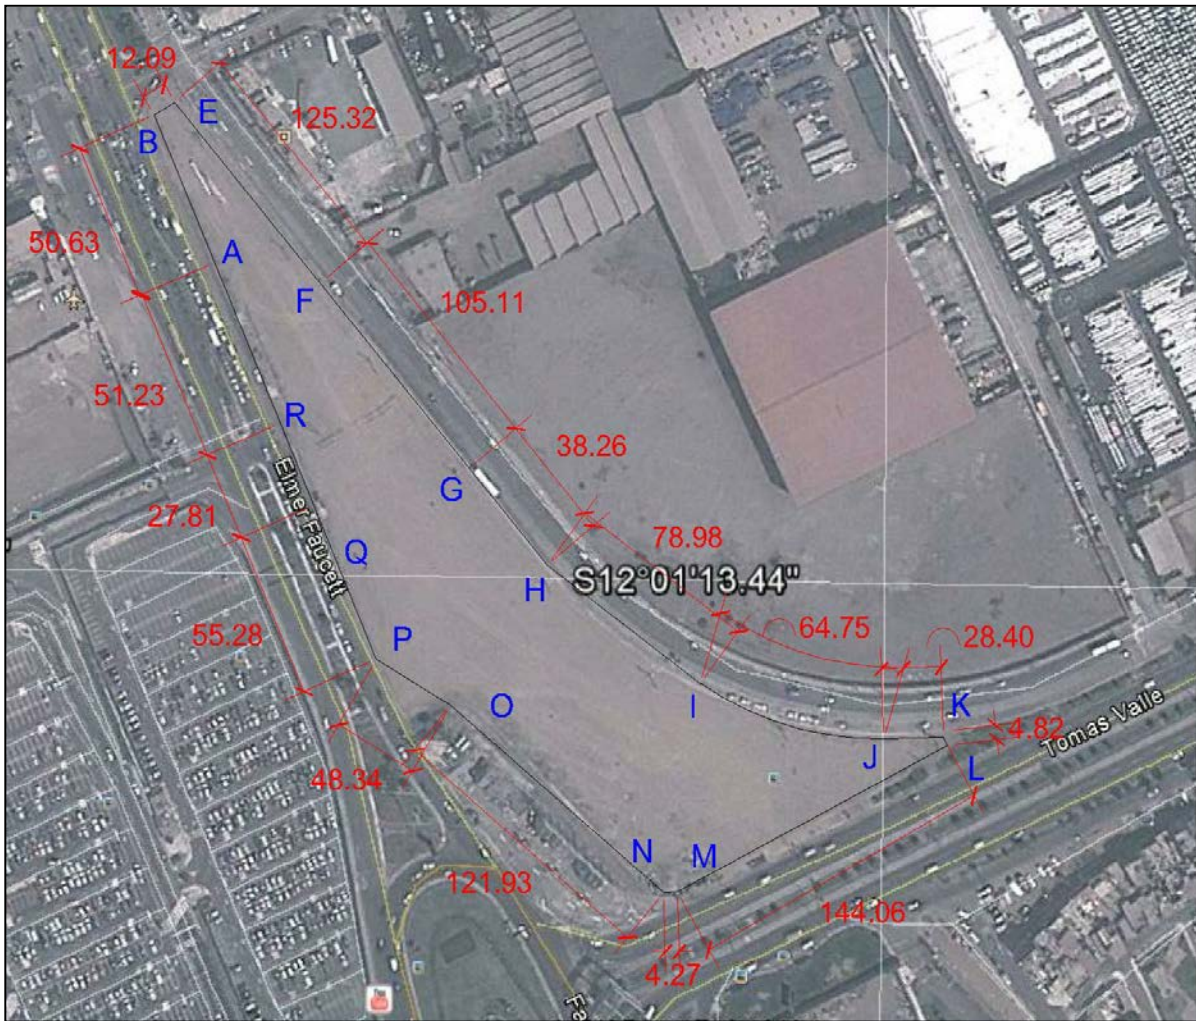 12.09
E
125.32
B
50.63
A
F
105.11
51.23
R
38.26
G
Elmer Faucett
27.81
Q
78.98
H
S12°01'13.44"
55.28
P
64.75
28.40
O
I
K
4.82
Tomas Valle
J
L
48.34
N
M
121.93
144.06
4.27
Fa